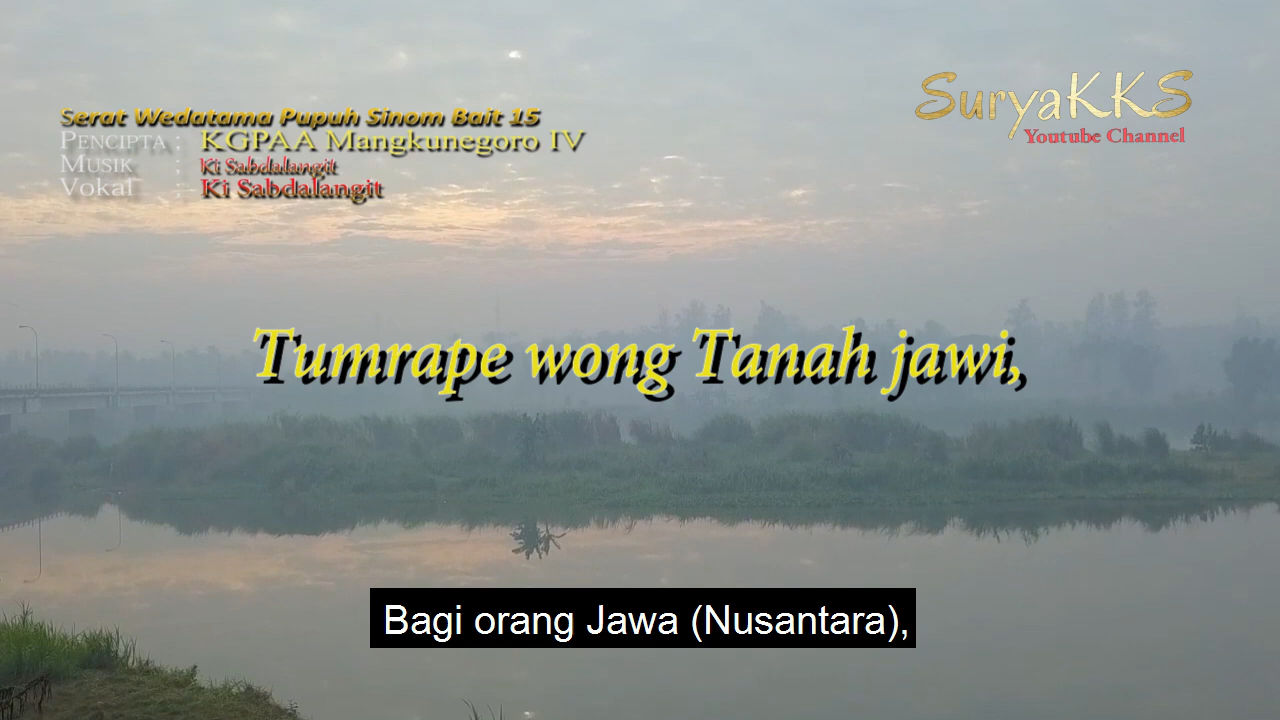 Serat Wedatama Pupuh Sinom Bait 15
PENCIPTA : KGPAA Mangkunegoro IV
MUSIK : Ki Sabdalangit
Vokal : Ki Sabdalangit
SuryaKKS
Youtube Channel
Tumrape wong Tanah jawi,
Bagi orang Jawa (Nusantara),